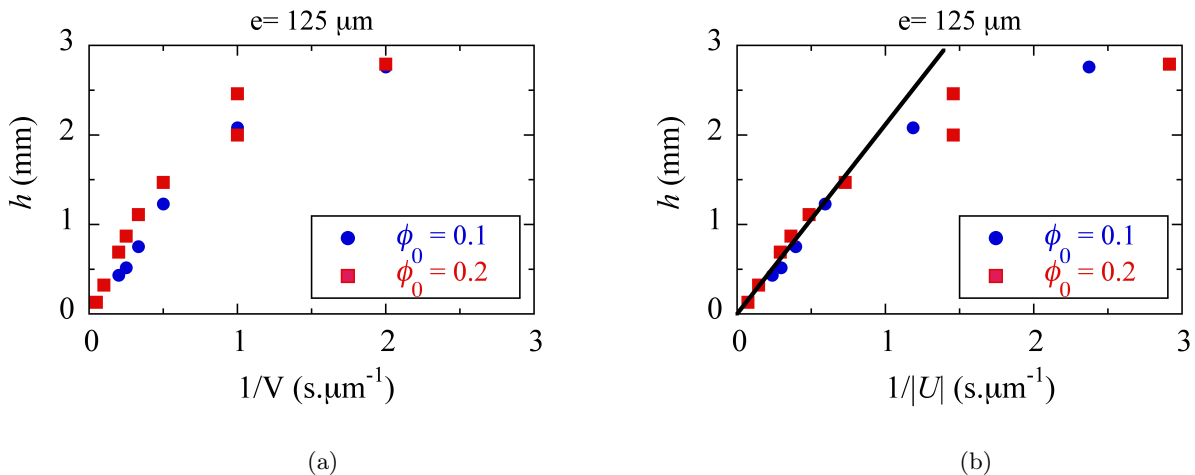 e= 125 μm
3
2
1
0
h (mm)
0 1 2 3
1/V (s.μm⁻¹)
ϕ₀ = 0.1
ϕ₀ = 0.2
(a)
e= 125 μm
3
2
1
0
h (mm)
0 1 2 3
1/|U| (s.μm⁻¹)
ϕ₀ = 0.1
ϕ₀ = 0.2
(b)